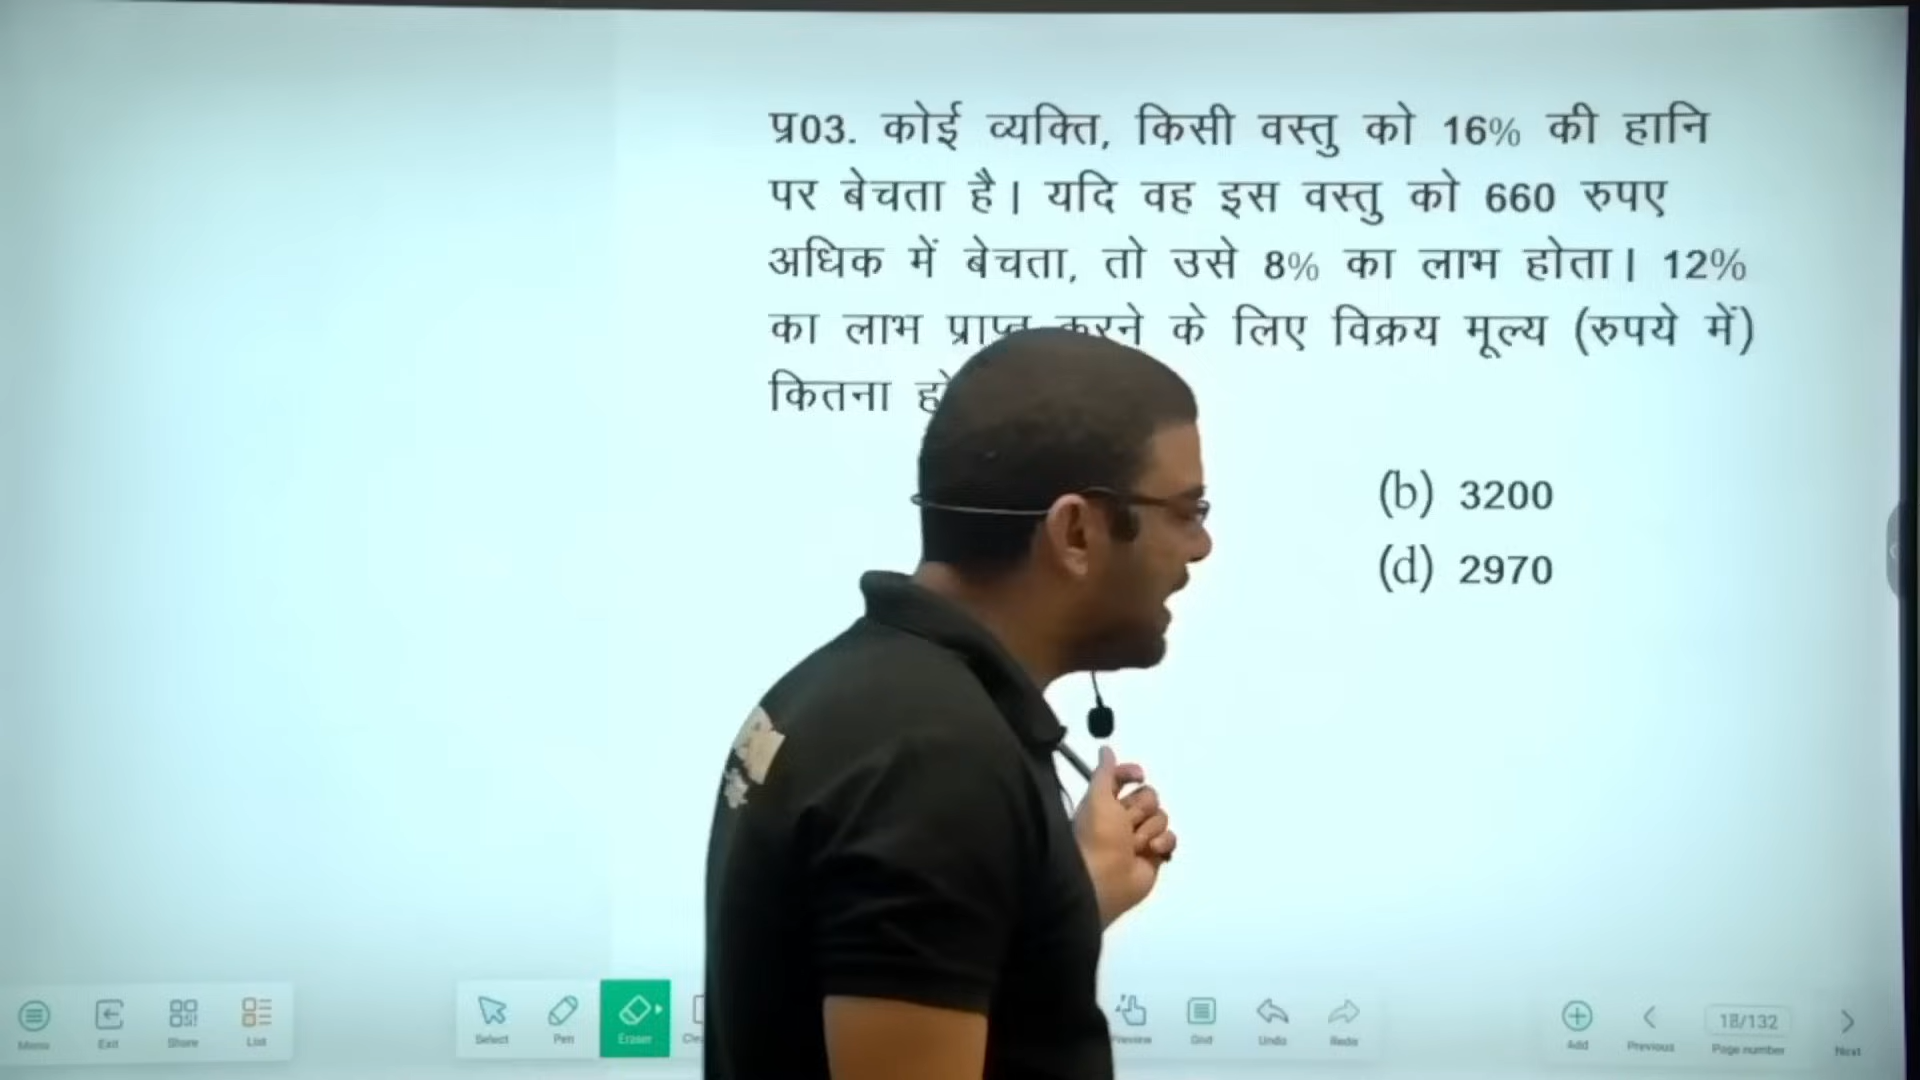 प्र03. कोई व्यक्ति, किसी वस्तु को 16% की हानि
पर बेचता है। यदि वह इस वस्तु को 660 रुपए
अधिक में बेचता, तो उसे 8% का लाभ होता। 12%
का लाभ प्राप्त करने के लिए विक्रय मूल्य (रुपये में)
कितना
(b) 3200
(d) 2970
Menu Exit Share List Select Pen Eraser Preview Grid Undo Redo Add Previous 18/132 Page number Next